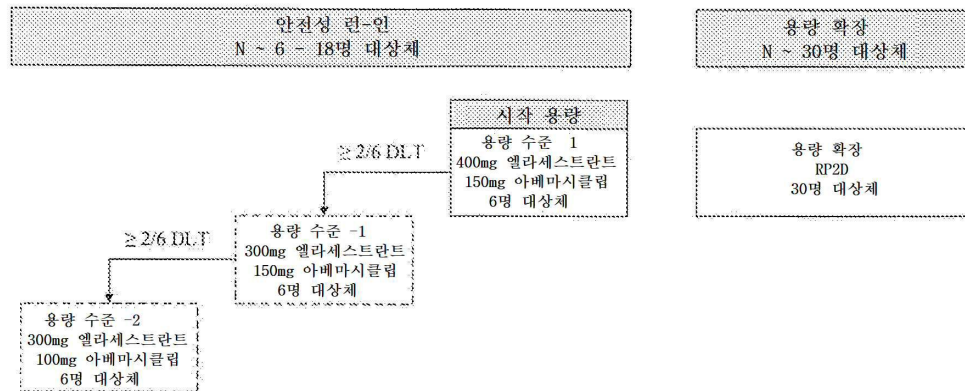 안전성 런-인
N ~ 6 - 18명 대상체
용량 확장
N ~ 30명 대상체
시작 용량
용량 수준 1
400mg 엘라세스트란트
150mg 아베마시클립
6명 대상체
≥ 2/6 DLT
용량 확장
RP2D
30명 대상체
용량 수준 -1
300mg 엘라세스트란트
150mg 아베마시클립
6명 대상체
≥ 2/6 DLT
용량 수준 -2
300mg 엘라세스트란트
100mg 아베마시클립
6명 대상체